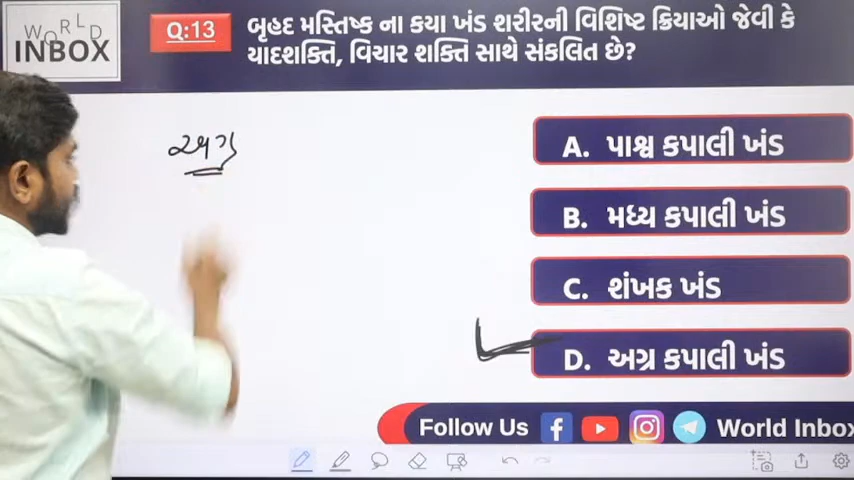 WORLD
INBOX
Q:13
બૃહદ મસ્તિષ્ક ના કયા ખંડ શરીરની વિશિષ્ટ ક્રિયાઓ જેવી કે
યાદશક્તિ, વિચાર શક્તિ સાથે સંકલિત છે?
અગ્ર
A. પાશ્વ કપાલી ખંડ
B. મધ્ય કપાલી ખંડ
C. શંખક ખંડ
D. અગ્ર કપાલી ખંડ
Follow Us World Inbox